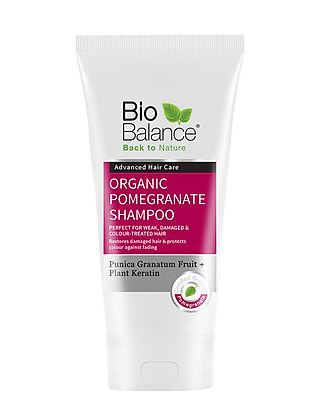 Bio
Balance®
Back to Nature
Advanced Hair Care
ORGANIC
POMEGRANATE
SHAMPOO
PERFECT FOR WEAK, DAMAGED &
COLOUR-TREATED HAIR
Restores damaged hair & protects
colour against fading
Punica Granatum Fruit +
Plant Keratin
Pomegranate